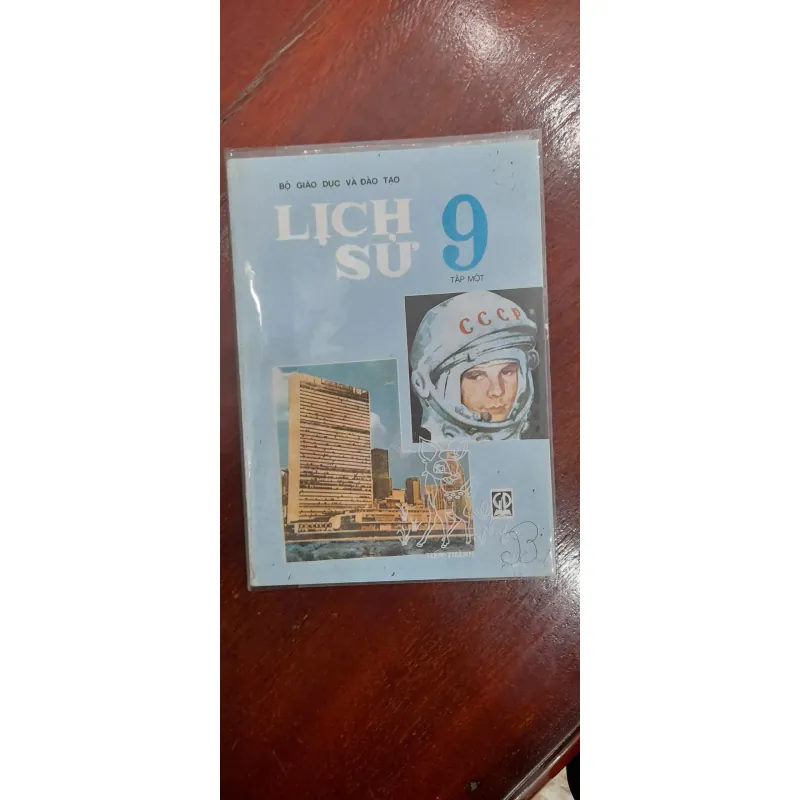 BỘ GIÁO DỤC VÀ ĐÀO TẠO
LỊCH
SỬ 9
TẬP MỘT
CCCP